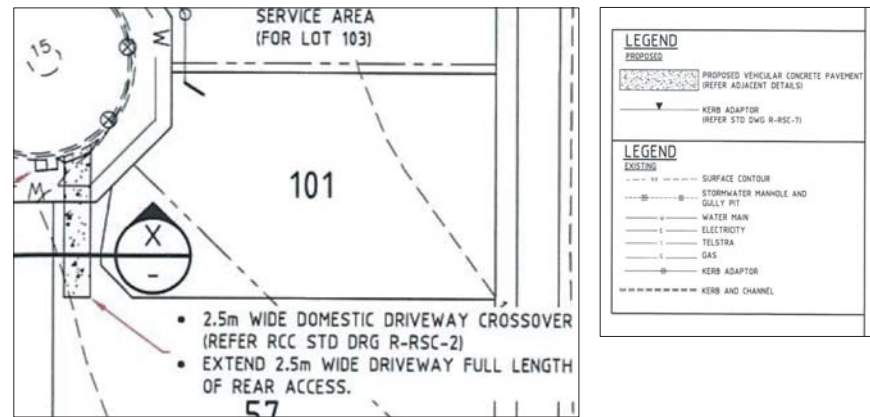 SERVICE AREA
(FOR LOT 103)
15
W
101
M
X
-
• 2.5m WIDE DOMESTIC DRIVEWAY CROSSOVER
(REFER RCC STD DRG R-RSC-2)
• EXTEND 2.5m WIDE DRIVEWAY FULL LENGTH
OF REAR ACCESS.
57
LEGEND
PROPOSED
PROPOSED VEHICULAR CONCRETE PAVEMENT
(REFER ADJACENT DETAILS)
KERB ADAPTOR
(REFER STD DWG R-RSC-7)
LEGEND
EXISTING
SURFACE CONTOUR
STORMWATER MANHOLE AND
GULLY PIT
W WATER MAIN
E ELECTRICITY
T TELSTRA
G GAS
KERB ADAPTOR
KERB AND CHANNEL